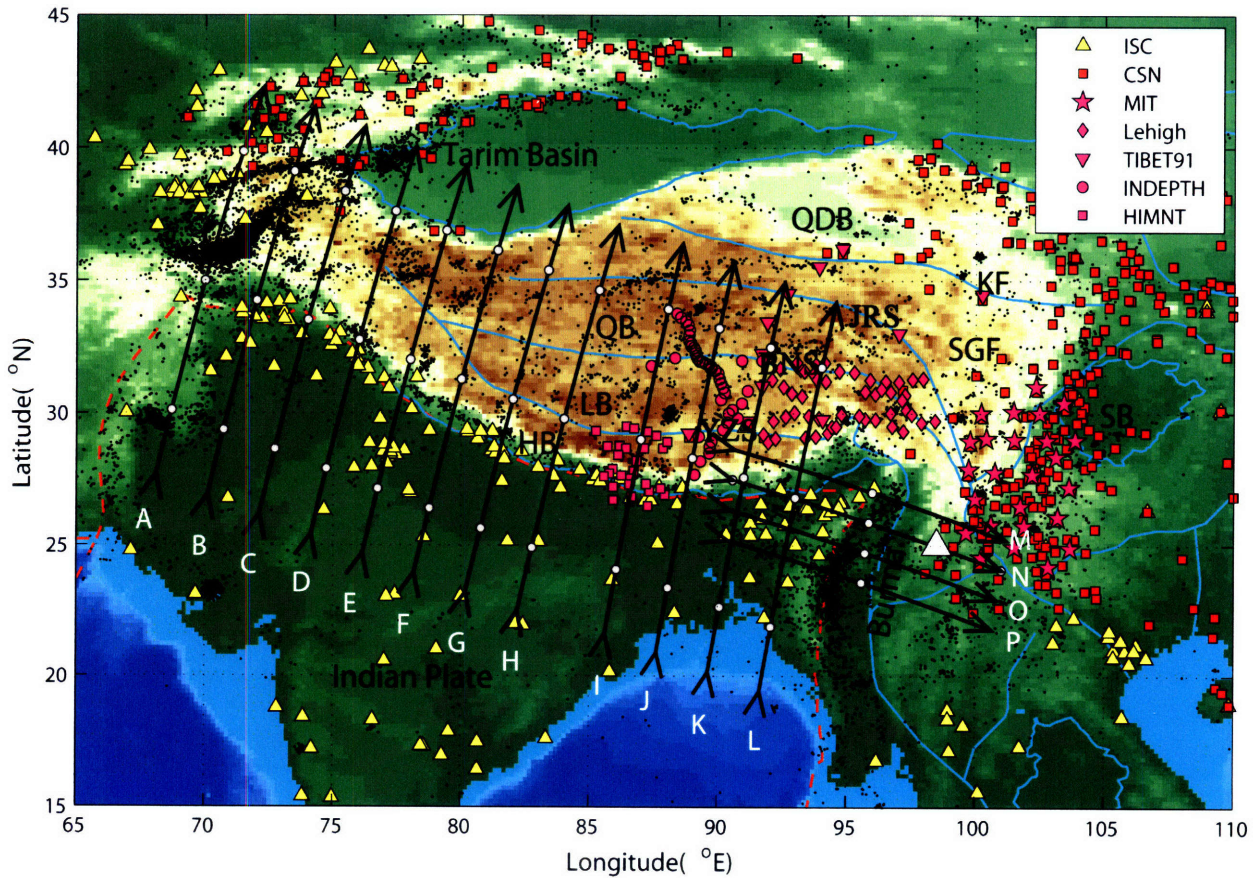 45
40
35
30
25
20
15
65
70
75
80
85
90
95
100
105
110
Latitude( °N)
Longitude( °E)
ISC
CSN
MIT
Lehigh
TIBET91
INDEPTH
HIMNT
Tarim Basin
QDB
KF
JRS
QB
SGF
BNS
LB
SB
HB
YZS
Burma
Indian Plate
A
B
C
D
E
F
G
H
I
J
K
L
M
N
O
P